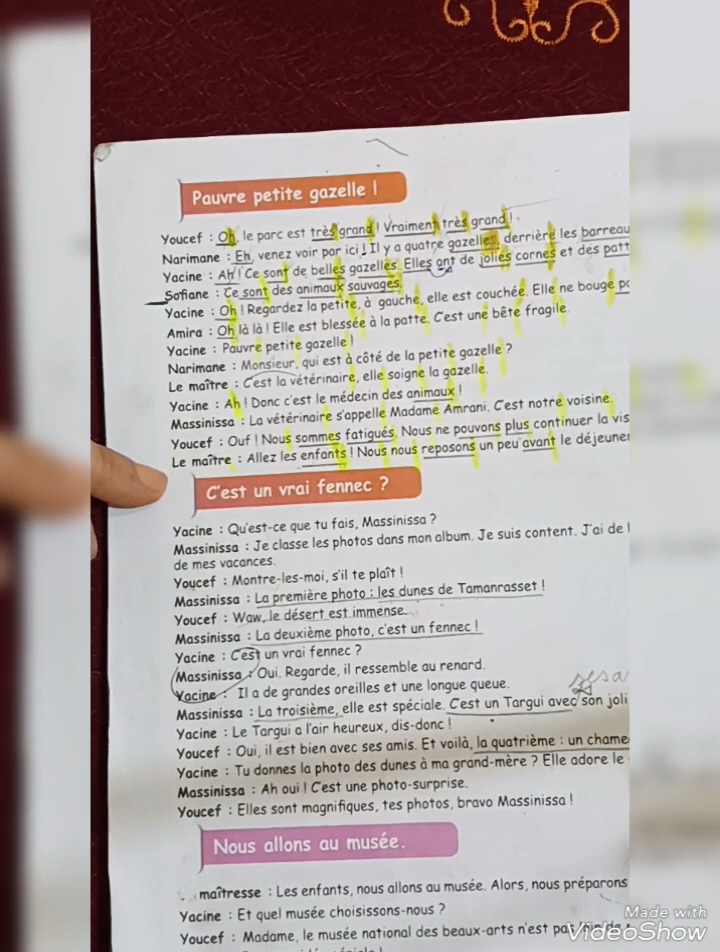 Pauvre petite gazelle !
Youcef : Oh, le parc est très grand ! Vraiment très grand !
Narimane : Eh, venez voir par ici ! Il y a quatre gazelles, derrière les barreau
Yacine : Ah ! Ce sont de belles gazelles. Elles ont de jolies cornes et des patt
Sofiane : Ce sont des animaux sauvages.
Yacine : Oh ! Regardez la petite, à gauche, elle est couchée. Elle ne bouge pa
Amira : Oh là là ! Elle est blessée à la patte. C'est une bête fragile.
Yacine : Pauvre petite gazelle !
Narimane : Monsieur, qui est à côté de la petite gazelle ?
Le maître : C'est la vétérinaire, elle soigne la gazelle.
Yacine : Ah ! Donc c'est le médecin des animaux !
Massinissa : La vétérinaire s'appelle Madame Amrani. C'est notre voisine.
Youcef : Ouf ! Nous sommes fatigués. Nous ne pouvons plus continuer la vis
Le maître : Allez les enfants ! Nous nous reposons un peu avant le déjeuner
C'est un vrai fennec ?
Yacine : Qu'est-ce que tu fais, Massinissa ?
Massinissa : Je classe les photos dans mon album. Je suis content. J'ai de
de mes vacances.
Youcef : Montre-les-moi, s'il te plaît !
Massinissa : La première photo : les dunes de Tamanrasset !
Youcef : Waw, le désert est immense.
Massinissa : La deuxième photo, c'est un fennec !
Yacine : C'est un vrai fennec ?
Massinissa : Oui. Regarde, il ressemble au renard.
Yacine : Il a de grandes oreilles et une longue queue.
Massinissa : La troisième, elle est spéciale. C'est un Targui avec son joli
Yacine : Le Targui a l'air heureux, dis-donc !
Youcef : Oui, il est bien avec ses amis. Et voilà, la quatrième : un chame
Yacine : Tu donnes la photo des dunes à ma grand-mère ? Elle adore le
Massinissa : Ah oui ! C'est une photo-surprise.
Youcef : Elles sont magnifiques, tes photos, bravo Massinissa !
Nous allons au musée.
maîtresse : Les enfants, nous allons au musée. Alors, nous préparons
Yacine : Et quel musée choisissons-nous ?
Youcef : Madame, le musée national des beaux-arts n'est pas
Made with
VideoShow